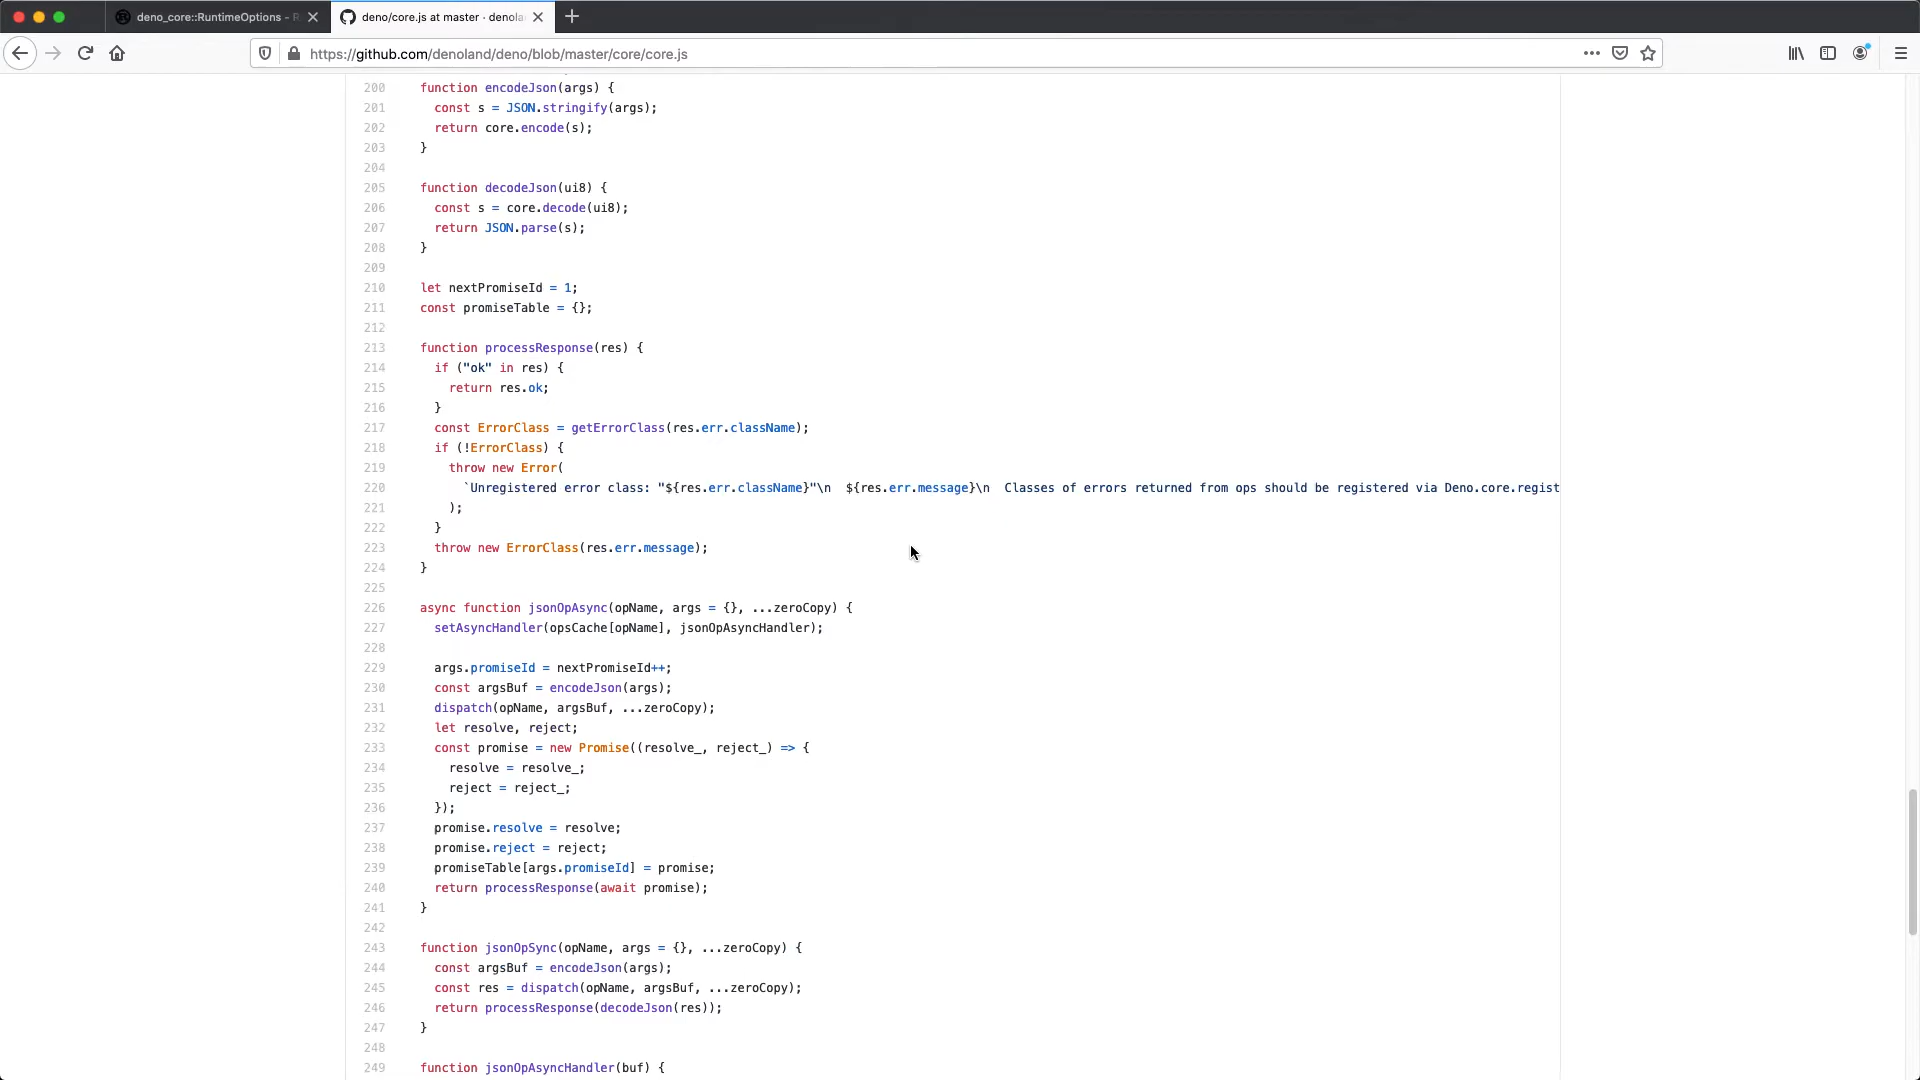 deno_core::RuntimeOptions - R
deno/core.js at master · denola
https://github.com/denoland/deno/blob/master/core/core.js
200 function encodeJson(args) {
201 const s = JSON.stringify(args);
202 return core.encode(s);
203 }
204
205 function decodeJson(ui8) {
206 const s = core.decode(ui8);
207 return JSON.parse(s);
208 }
209
210 let nextPromiseId = 1;
211 const promiseTable = {};
212
213 function processResponse(res) {
214 if ("ok" in res) {
215 return res.ok;
216 }
217 const ErrorClass = getErrorClass(res.err.className);
218 if (!ErrorClass) {
219 throw new Error(
220 `Unregistered error class: "${res.err.className}"\n  ${res.err.message}\n  Classes of errors returned from ops should be registered via Deno.core.regist
221 );
222 }
223 throw new ErrorClass(res.err.message);
224 }
225
226 async function jsonOpAsync(opName, args = {}, ...zeroCopy) {
227 setAsyncHandler(opsCache[opName], jsonOpAsyncHandler);
228
229 args.promiseId = nextPromiseId++;
230 const argsBuf = encodeJson(args);
231 dispatch(opName, argsBuf, ...zeroCopy);
232 let resolve, reject;
233 const promise = new Promise((resolve_, reject_) => {
234 resolve = resolve_;
235 reject = reject_;
236 });
237 promise.resolve = resolve;
238 promise.reject = reject;
239 promiseTable[args.promiseId] = promise;
240 return processResponse(await promise);
241 }
242
243 function jsonOpSync(opName, args = {}, ...zeroCopy) {
244 const argsBuf = encodeJson(args);
245 const res = dispatch(opName, argsBuf, ...zeroCopy);
246 return processResponse(decodeJson(res));
247 }
248
249 function jsonOpAsyncHandler(buf) {